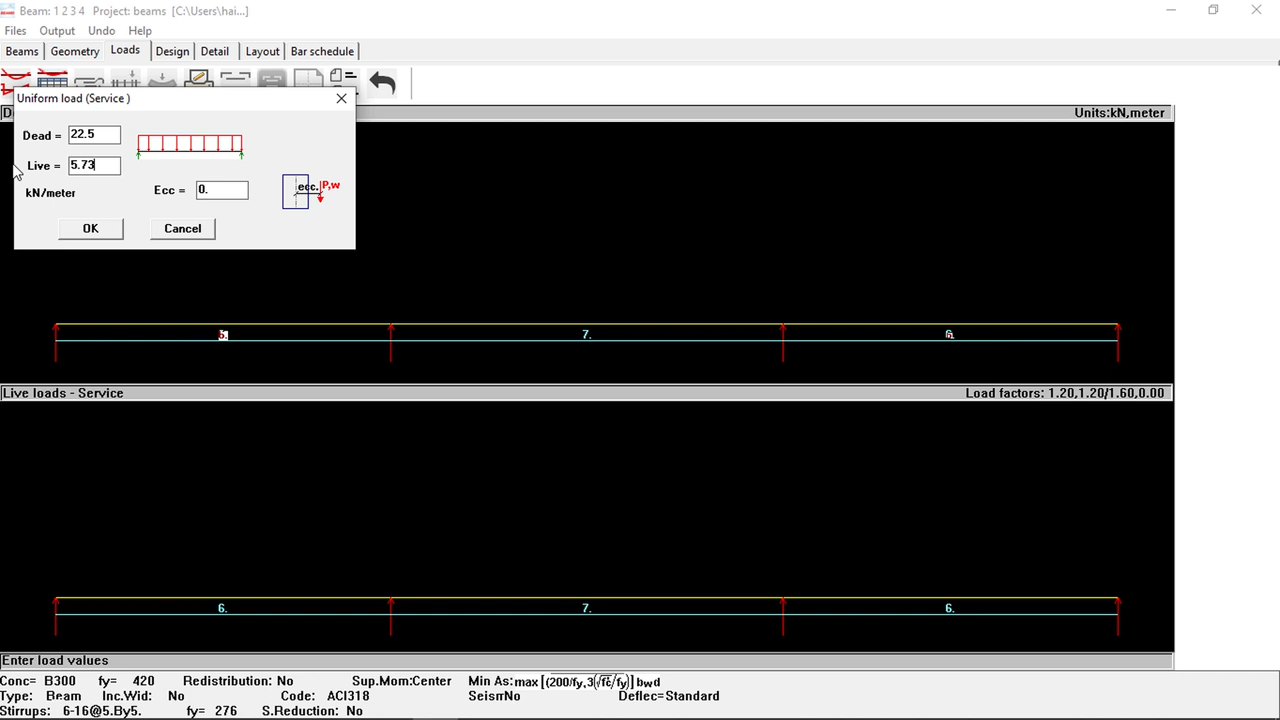 Beam: 1 2 3 4 Project: beams [C:\Users\hai...]
Files Output Undo Help
Beams Geometry Loads Design Detail Layout Bar schedule
Uniform load (Service )
Units:kN,meter
Dead = 22.5
Live = 5.73
kN/meter
Ecc = 0.
ecc. P,w
OK Cancel
7.
Live loads - Service Load factors: 1.20,1.20/1.60,0.00
6. 7. 6.
Enter load values
Conc= B300 fy= 420 Redistribution: No Sup.Mom:Center Min As:max [(200/fy,3(√fc/fy)] bwd
Type: Beam Inc.Wid: No Code: ACI318 Deflec=Standard
Stirrups: 6-16@5.By5. fy= 276 S.Reduction: No